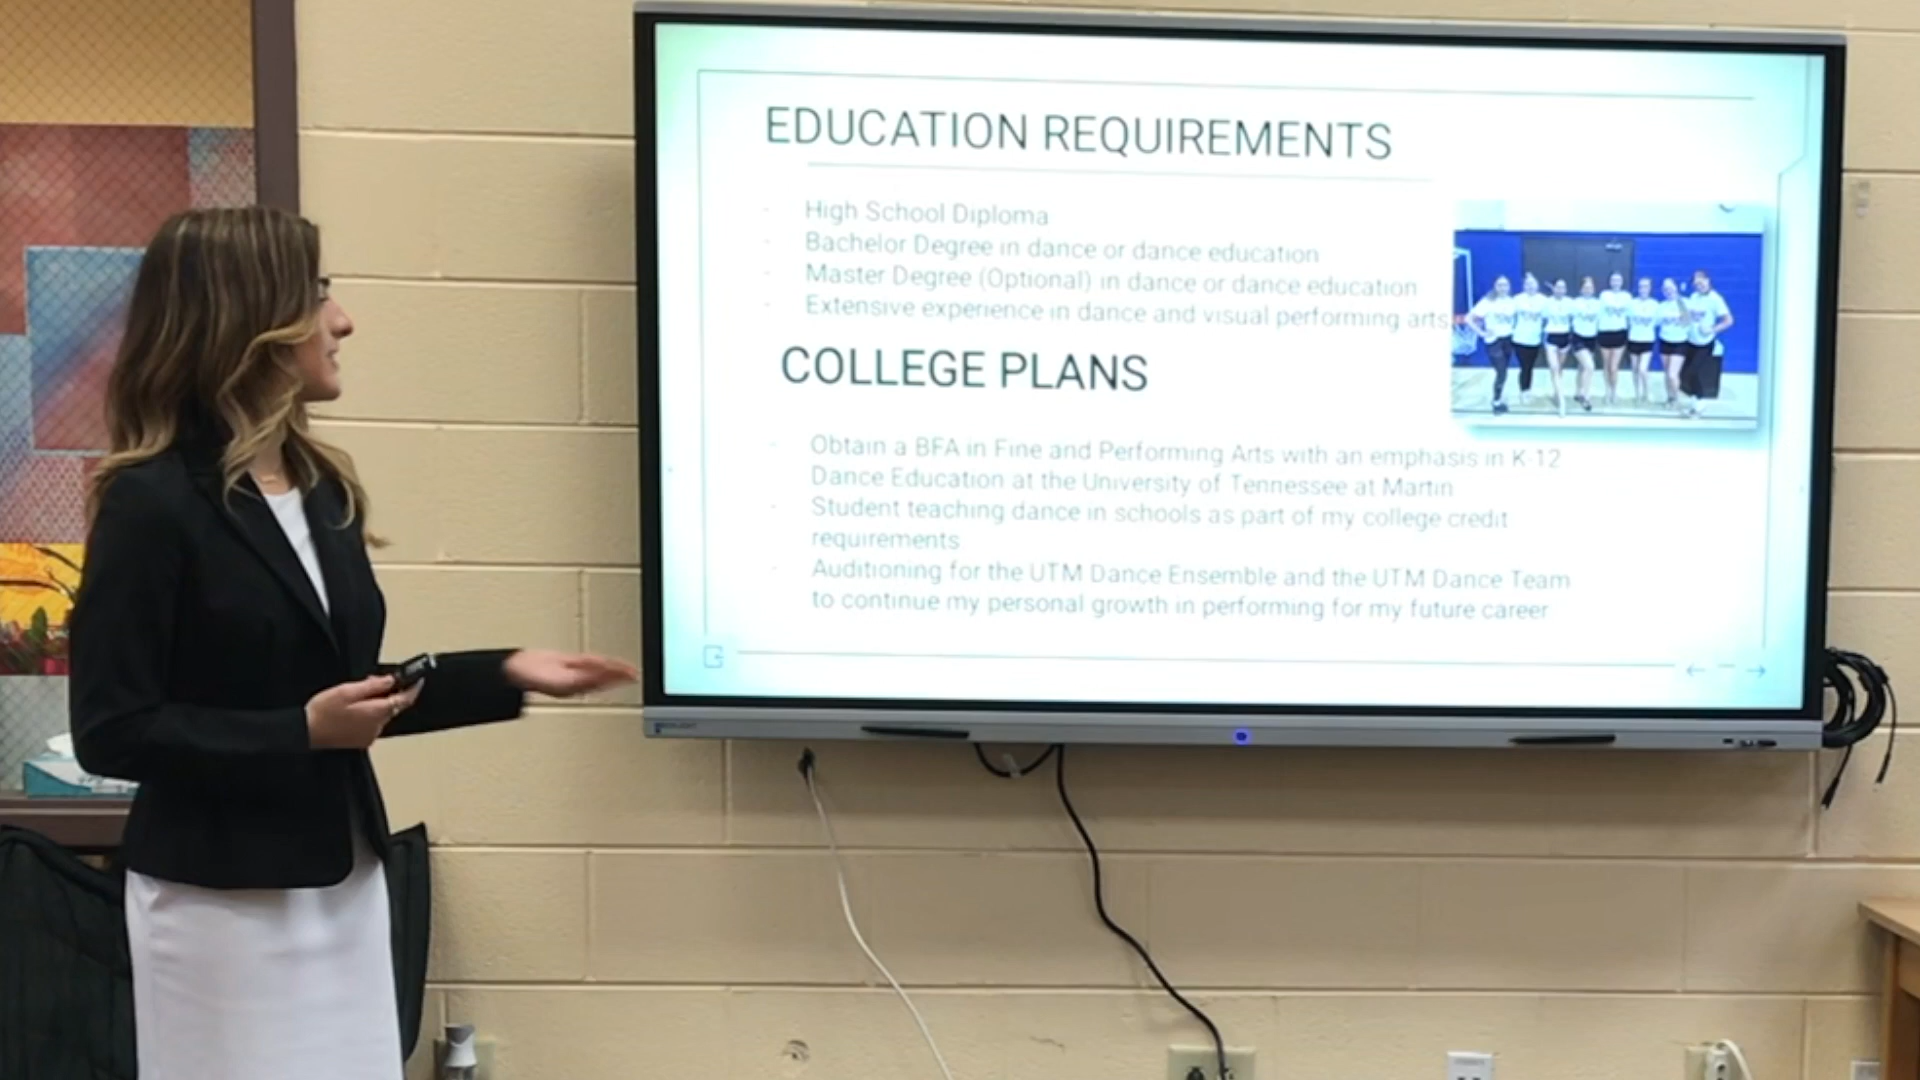 EDUCATION REQUIREMENTS
- High School Diploma
- Bachelor Degree in dance or dance education
- Master Degree (Optional) in dance or dance education
- Extensive experience in dance and visual performing arts
COLLEGE PLANS
- Obtain a BFA in Fine and Performing Arts with an emphasis in K-12
Dance Education at the University of Tennessee at Martin
- Student teaching dance in schools as part of my college credit
requirements
- Auditioning for the UTM Dance Ensemble and the UTM Dance Team
to continue my personal growth in performing for my future career